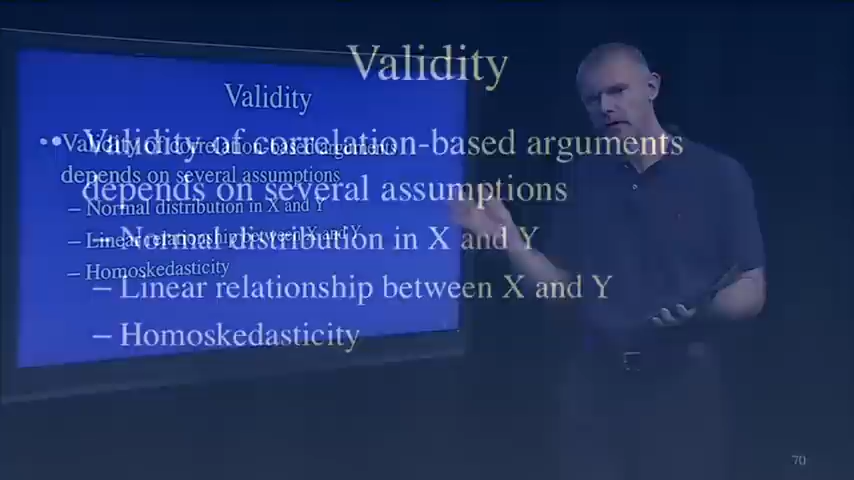 Validity
• Validity of correlation-based arguments
depends on several assumptions
– Normal distribution in X and Y
– Linear relationship between X and Y
– Homoskedasticity
70
Validity
• Validity of correlation-based arguments
depends on several assumptions
– Normal distribution in X and Y
– Linear relationship between X and Y
– Homoskedasticity